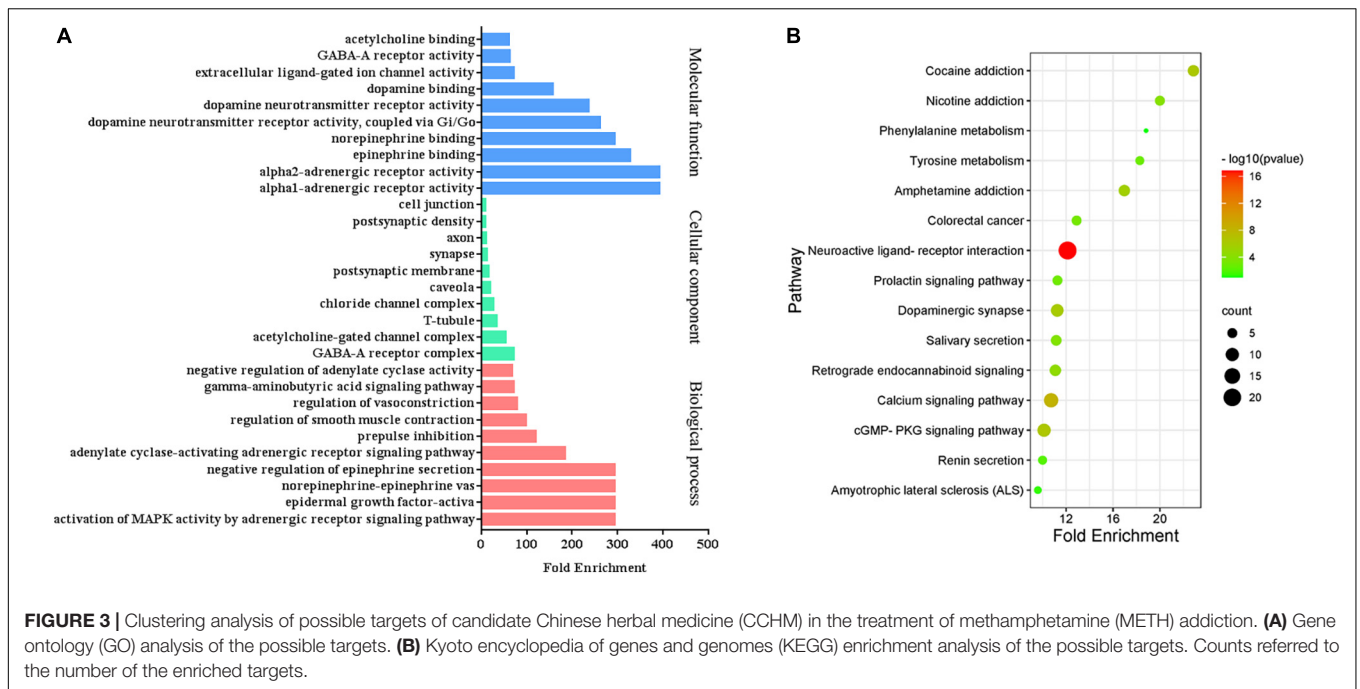 A
acetylcholine binding
GABA-A receptor activity
extracellular ligand-gated ion channel activity
dopamine binding
dopamine neurotransmitter receptor activity
dopamine neurotransmitter receptor activity, coupled via Gi/Go
norepinephrine binding
epinephrine binding
alpha2-adrenergic receptor activity
alpha1-adrenergic receptor activity
cell junction
postsynaptic density
axon
synapse
postsynaptic membrane
caveola
chloride channel complex
T-tubule
acetylcholine-gated channel complex
GABA-A receptor complex
negative regulation of adenylate cyclase activity
gamma-aminobutyric acid signaling pathway
regulation of vasoconstriction
regulation of smooth muscle contraction
prepulse inhibition
adenylate cyclase-activating adrenergic receptor signaling pathway
negative regulation of epinephrine secretion
norepinephrine-epinephrine vas
epidermal growth factor-activa
activation of MAPK activity by adrenergic receptor signaling pathway
Molecular function
Cellular component
Biological process
0 100 200 300 400 500
Fold Enrichment
B
Pathway
Cocaine addiction
Nicotine addiction
Phenylalanine metabolism
Tyrosine metabolism
Amphetamine addiction
Colorectal cancer
Neuroactive ligand- receptor interaction
Prolactin signaling pathway
Dopaminergic synapse
Salivary secretion
Retrograde endocannabinoid signaling
Calcium signaling pathway
cGMP- PKG signaling pathway
Renin secretion
Amyotrophic lateral sclerosis (ALS)
12 16 20
Fold Enrichment
- log10(pvalue)
16
12
8
4
count
5
10
15
20
FIGURE 3 | Clustering analysis of possible targets of candidate Chinese herbal medicine (CCHM) in the treatment of methamphetamine (METH) addiction. (A) Gene
ontology (GO) analysis of the possible targets. (B) Kyoto encyclopedia of genes and genomes (KEGG) enrichment analysis of the possible targets. Counts referred to
the number of the enriched targets.